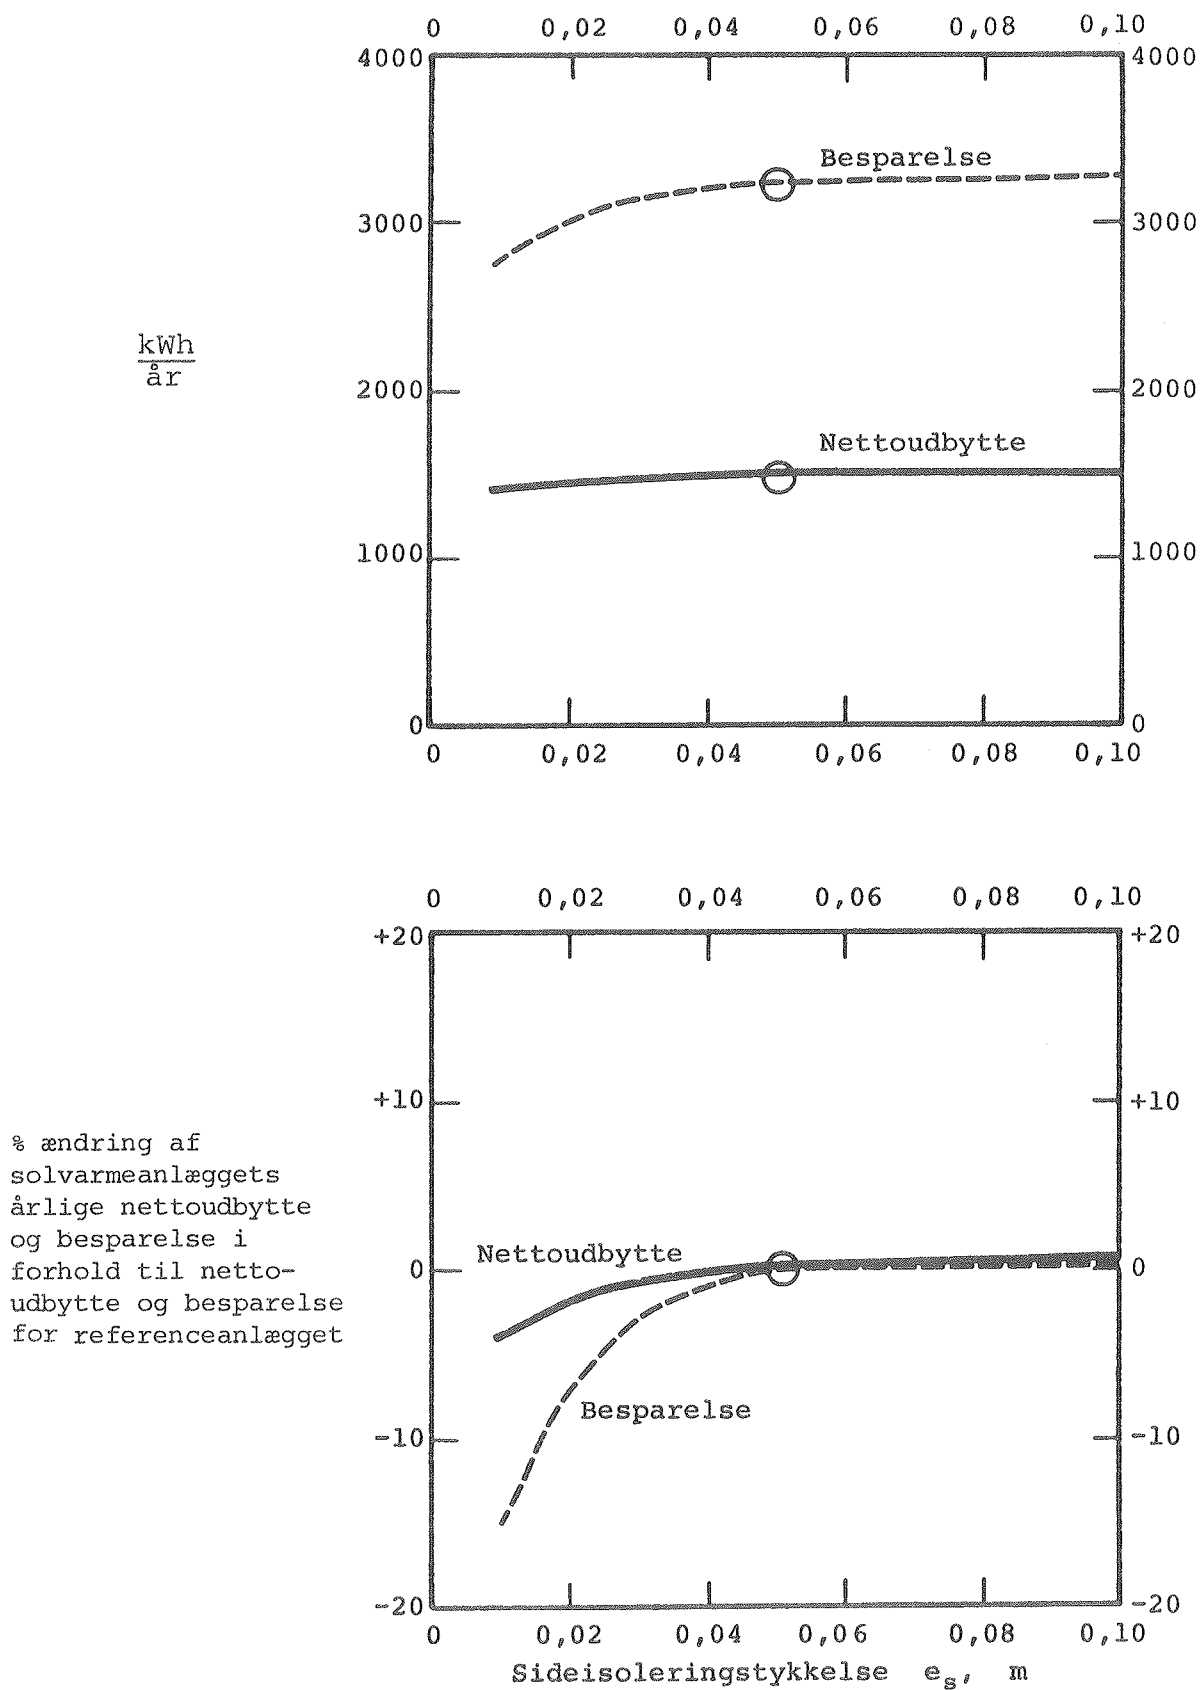 0 0,02 0,04 0,06 0,08 0,10
4000 4000
Besparelse
3000 3000
kWh
år
2000 2000
Nettoudbytte
1000 1000
0 0
0 0,02 0,04 0,06 0,08 0,10
0 0,02 0,04 0,06 0,08 0,10
+20 +20
+10 +10
% ændring af
solvarmeanlæggets
årlige nettoudbytte
og besparelse i
forhold til netto-
udbytte og besparelse
for referenceanlægget
Nettoudbytte
0 0
Besparelse
-10 -10
-20 -20
0 0,02 0,04 0,06 0,08 0,10
Sideisoleringstykkelse es, m